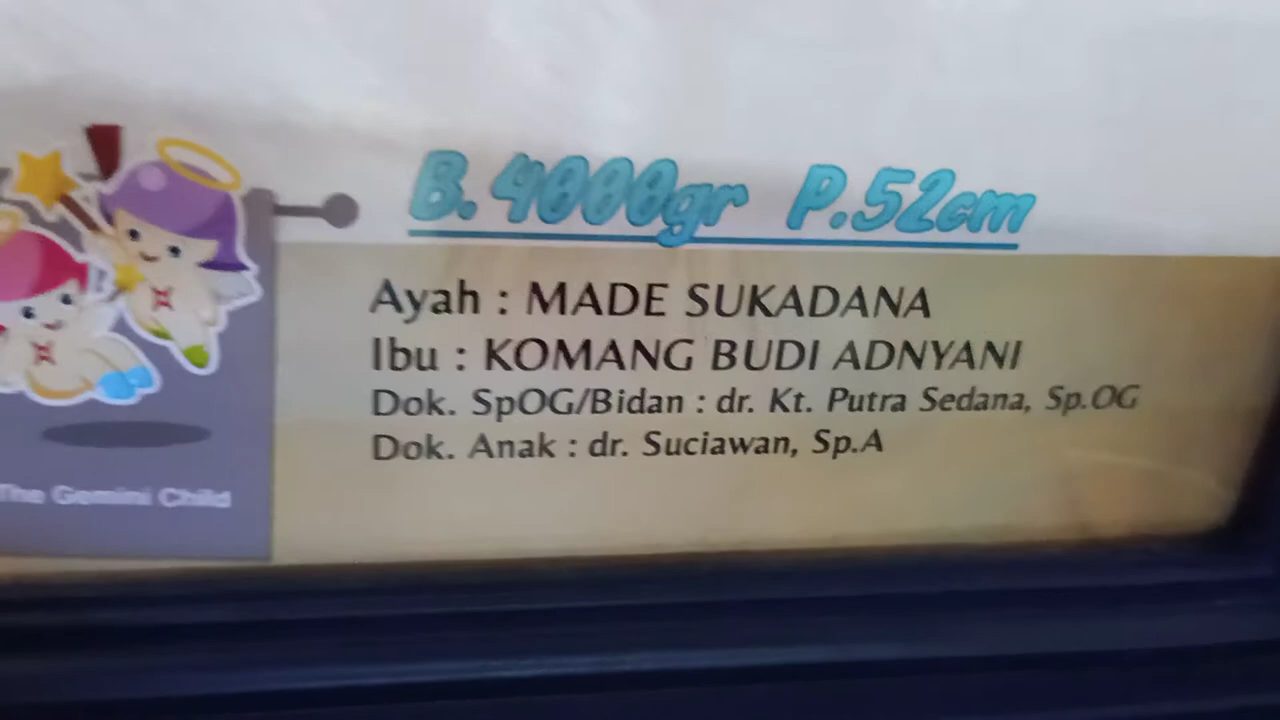 B. 4000gr P. 52cm
Ayah : MADE SUKADANA
Ibu : KOMANG BUDI ADNYANI
Dok. SpOG/Bidan : dr. Kt. Putra Sedana, Sp.OG
Dok. Anak : dr. Suciawan, Sp.A
The Gemini Child